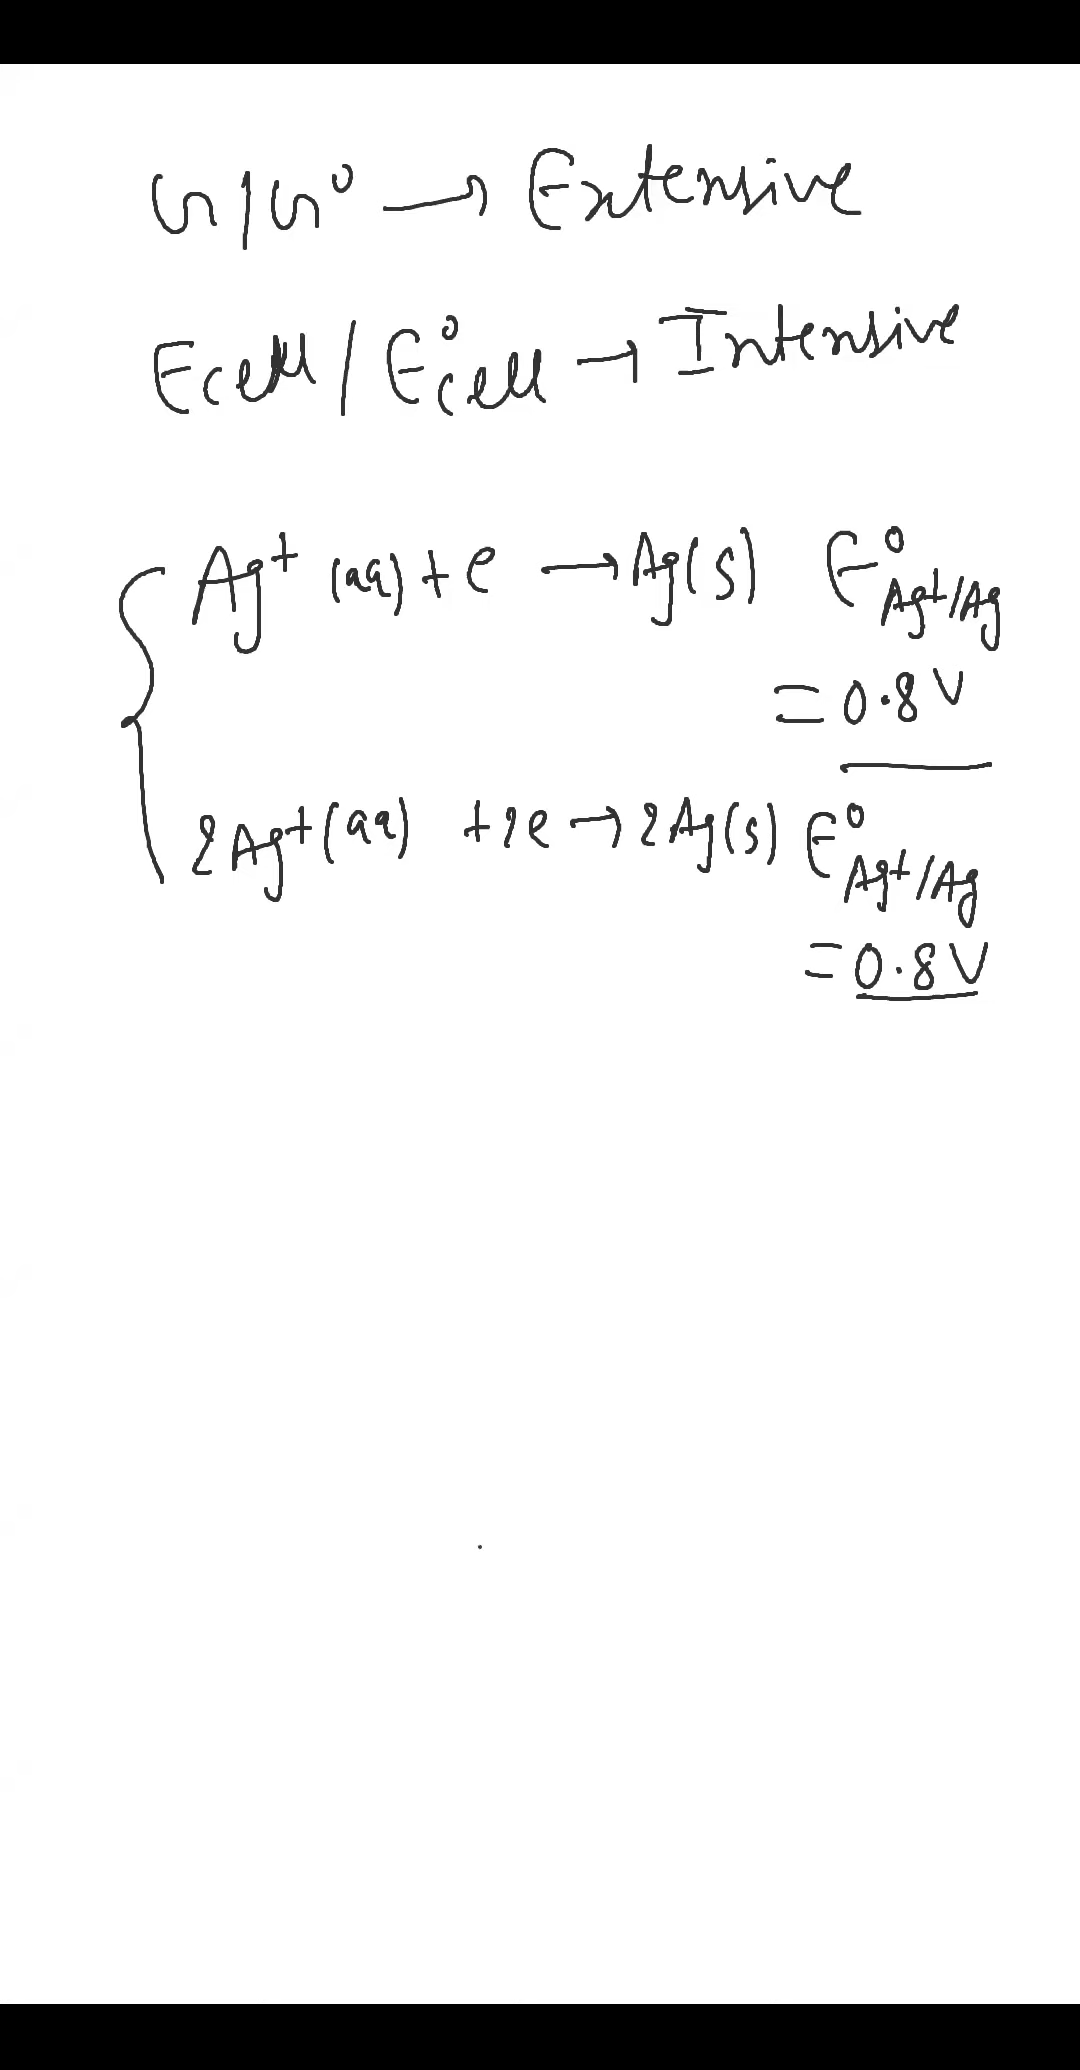 G/G° → Extensive
Ecell / E°cell → Intensive
Ag+ (aq) + e → Ag(s) E°Ag+/Ag
= 0.8 V
2Ag+(aq) + 2e → 2Ag(s) E°Ag+/Ag
= 0.8 V